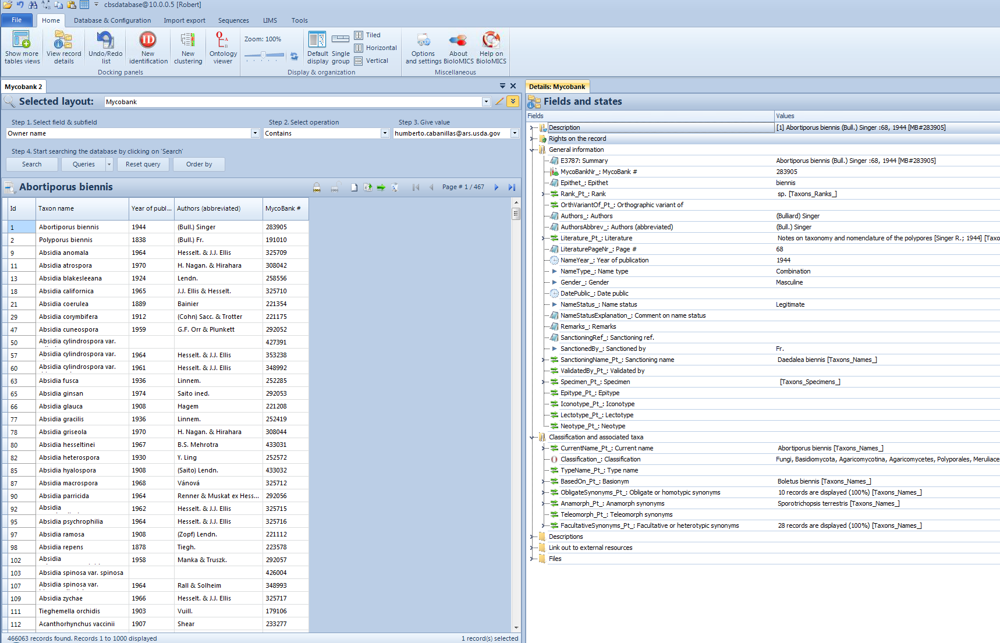 cbsdatabase@10.0.0.5 [Robert]
File Home Database & Configuration Import export Sequences LIMS Tools
Show more tables views
View record details
Undo/Redo list
New identification
New clustering
Ontology viewer
Docking panels
Zoom: 100%
Default display
Single group
Tiled
Horizontal
Vertical
Display & organization
Options and settings
About BioloMICS
Help on BioloMICS
Miscellaneous
Mycobank 2
Selected layout: Mycobank
Step 1. Select field & subfield Step 2. Select operation Step 3. Give value
Owner name Contains humberto.cabanillas@ars.usda.gov
Step 4. Start searching the database by clicking on 'Search'
Search Queries Reset query Order by
Abortiporus biennis Page # 1 / 467
Id Taxon name Year of publ... Authors (abbreviated) MycoBank #
1 Abortiporus biennis 1944 (Bull.) Singer 283905
2 Polyporus biennis 1838 (Bull.) Fr. 191010
9 Absidia anomala 1964 Hesselt. & J.J. Ellis 325709
11 Absidia atrospora 1970 H. Nagan. & Hirahara 308042
13 Absidia blakesleeana 1924 Lendn. 258556
18 Absidia californica 1965 J.J. Ellis & Hesselt. 325710
21 Absidia coerulea 1889 Bainier 221354
29 Absidia corymbifera 1912 (Cohn) Sacc. & Trotter 221175
47 Absidia cuneospora 1959 G.F. Orr & Plunkett 292052
50 Absidia cylindrospora var. 427391
57 Absidia cylindrospora var. 1964 Hesselt. & J.J. Ellis 353238
60 Absidia cylindrospora var. 1961 Hesselt. & J.J. Ellis 348992
63 Absidia fusca 1936 Linnem. 252285
65 Absidia ginsan 1974 Saito ined. 292053
66 Absidia glauca 1908 Hagem 221208
77 Absidia gracilis 1936 Linnem. 252419
78 Absidia griseola 1970 H. Nagan. & Hirahara 308044
80 Absidia hesseltinei 1967 B.S. Mehrotra 433031
82 Absidia heterospora 1930 Y. Ling 252572
85 Absidia hyalospora 1908 (Saito) Lendn. 433032
87 Absidia macrospora 1968 Vánová 325712
90 Absidia parricida 1964 Renner & Muskat ex Hess... 292056
92 Absidia 1962 Hesselt. & J.J. Ellis 325715
95 Absidia psychrophilia 1964 Hesselt. & J.J. Ellis 325716
97 Absidia ramosa 1908 (Zopf) Lendn. 221112
98 Absidia repens 1878 Tiegh. 223578
102 Absidia 1958 Manka & Truszk. 292057
103 Absidia spinosa var. spinosa 426004
107 Absidia spinosa var. 1964 Rall & Solheim 348993
109 Absidia zychae 1966 Hesselt. & J.J. Ellis 325717
111 Tieghemella orchidis 1903 Vuill. 179106
112 Acanthorhynchus vaccinii 1907 Shear 233277
466063 records found. Records 1 to 1000 displayed 1 record(s) selected
Details: Mycobank
Fields and states
Fields Values
Description [1] Abortiporus biennis (Bull.) Singer :68, 1944 [MB#283905]
Rights on the record
General information
E3787: Summary Abortiporus biennis (Bull.) Singer :68, 1944 [MB#283905]
MycoBankNr_: MycoBank # 283905
Epithet_: Epithet biennis
Rank_Pt_: Rank sp. [Taxons_Ranks_]
OrthVariantOf_Pt_: Orthographic variant of
Authors_: Authors (Bulliard) Singer
AuthorsAbbrev_: Authors (abbreviated) (Bull.) Singer
Literature_Pt_: Literature Notes on taxonomy and nomenclature of the polypores [Singer R.; 1944] [Taxo
LiteraturePageNr_: Page # 68
NameYear_: Year of publication 1944
NameType_: Name type Combination
Gender_: Gender Masculine
DatePublic_: Date public
NameStatus_: Name status Legitimate
NameStatusExplanation_: Comment on name status
Remarks_: Remarks
SanctioningRef_: Sanctioning ref.
SanctionedBy_: Sanctioned by Fr.
SanctioningName_Pt_: Sanctioning name Daedalea biennis [Taxons_Names_]
ValidatedBy_Pt_: Validated by
Specimen_Pt_: Specimen [Taxons_Specimens_]
Epitype_Pt_: Epitype
Iconotype_Pt_: Iconotype
Lectotype_Pt_: Lectotype
Neotype_Pt_: Neotype
Classification and associated taxa
CurrentName_Pt_: Current name Abortiporus biennis [Taxons_Names_]
Classification_: Classification Fungi, Basidiomycota, Agaricomycotina, Agaricomycetes, Polyporales, Meruliace
TypeName_Pt_: Type name
BasedOn_Pt_: Basionym Boletus biennis [Taxons_Names_]
ObligateSynonyms_Pt_: Obligate or homotypic synonyms 10 records are displayed (100%) [Taxons_Names_]
Anamorph_Pt_: Anamorph synonyms Sporotrichopsis terrestris [Taxons_Names_]
Teleomorph_Pt_: Teleomorph synonyms
FacultativeSynonyms_Pt_: Facultative or heterotypic synonyms 28 records are displayed (100%) [Taxons_Names_]
Descriptions
Link out to external resources
Files